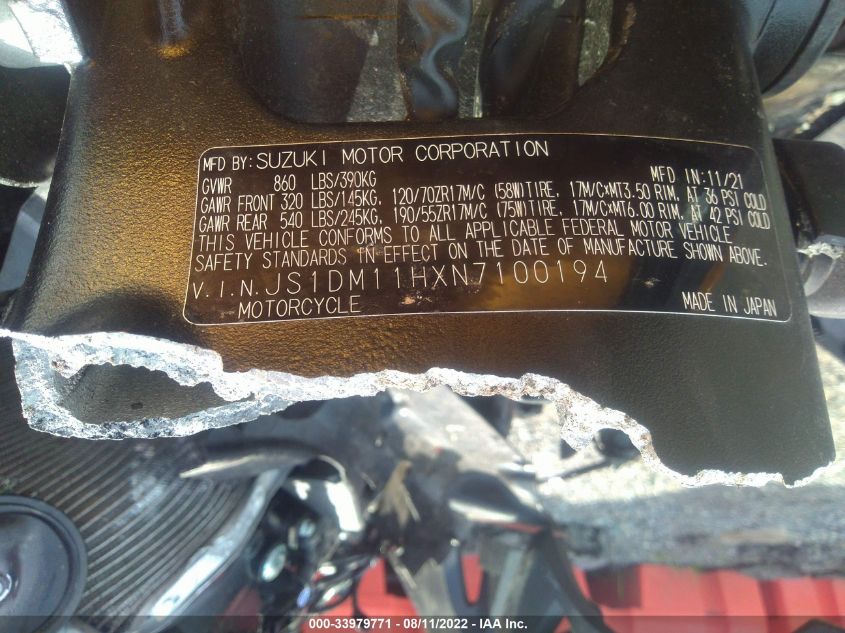 MFD BY: SUZUKI MOTOR CORPORATION MFD IN: 11/21
GVWR 860 LBS/390KG
GAWR FRONT 320 LBS/145KG, 120/70ZR17M/C (58W)TIRE, 17M/C×MT3.50 RIM, AT 36 PSI COLD
GAWR REAR 540 LBS/245KG, 190/55ZR17M/C (75W)TIRE, 17M/C×MT6.00 RIM, AT 42 PSI COLD
THIS VEHICLE CONFORMS TO ALL APPLICABLE FEDERAL MOTOR VEHICLE
SAFETY STANDARDS IN EFFECT ON THE DATE OF MANUFACTURE SHOWN ABOVE.
V.I.N.JS1DM11HXN7100194
MOTORCYCLE MADE IN JAPAN
000-33979771 - 08/11/2022 - IAA Inc.